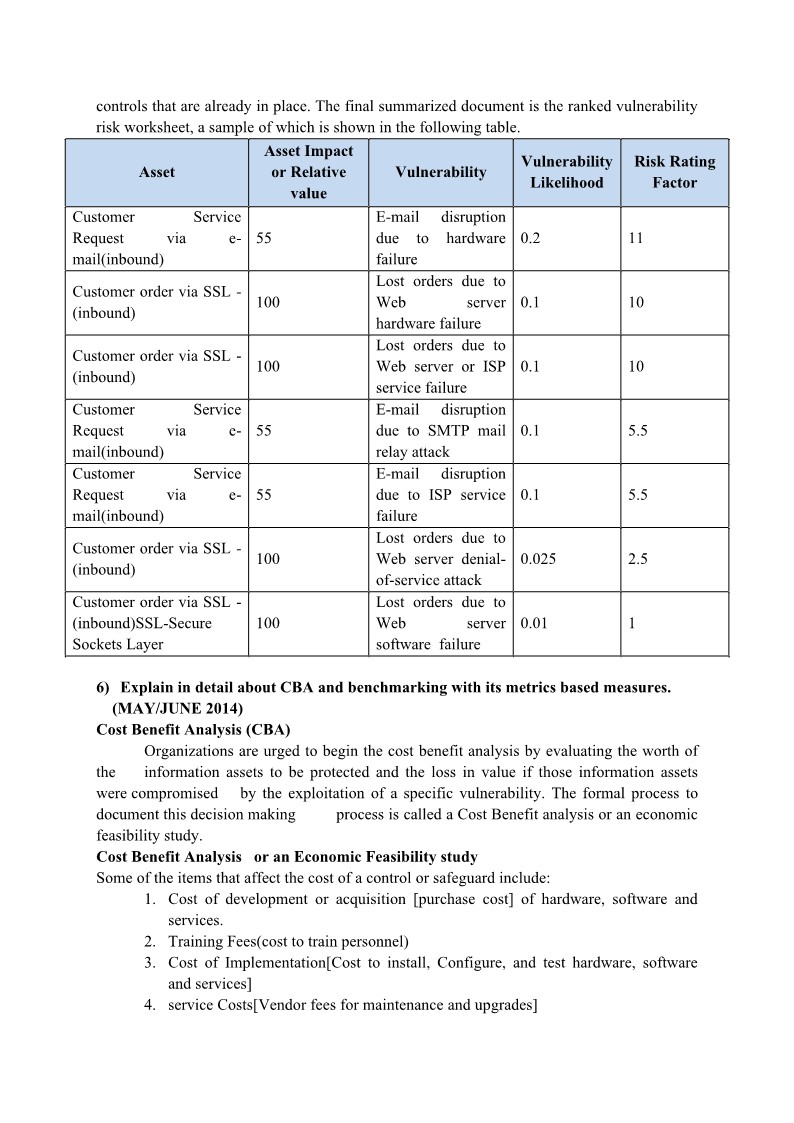 controls that are already in place. The final summarized document is the ranked vulnerability
risk worksheet, a sample of which is shown in the following table.
Asset
Asset Impact
or Relative
value
Vulnerability
Vulnerability
Likelihood
Risk Rating
Factor
Customer Service
Request via e-
mail(inbound)
55
E-mail disruption
due to hardware
failure
0.2
11
Customer order via SSL -
(inbound)
100
Lost orders due to
Web server
hardware failure
0.1
10
Customer order via SSL -
(inbound)
100
Lost orders due to
Web server or ISP
service failure
0.1
10
Customer Service
Request via e-
mail(inbound)
55
E-mail disruption
due to SMTP mail
relay attack
0.1
5.5
Customer Service
Request via e-
mail(inbound)
55
E-mail disruption
due to ISP service
failure
0.1
5.5
Customer order via SSL -
(inbound)
100
Lost orders due to
Web server denial-
of-service attack
0.025
2.5
Customer order via SSL -
(inbound)SSL-Secure
Sockets Layer
100
Lost orders due to
Web server
software failure
0.01
1
6) Explain in detail about CBA and benchmarking with its metrics based measures.
(MAY/JUNE 2014)
Cost Benefit Analysis (CBA)
Organizations are urged to begin the cost benefit analysis by evaluating the worth of
the information assets to be protected and the loss in value if those information assets
were compromised by the exploitation of a specific vulnerability. The formal process to
document this decision making process is called a Cost Benefit analysis or an economic
feasibility study.
Cost Benefit Analysis or an Economic Feasibility study
Some of the items that affect the cost of a control or safeguard include:
1. Cost of development or acquisition [purchase cost] of hardware, software and
services.
2. Training Fees(cost to train personnel)
3. Cost of Implementation[Cost to install, Configure, and test hardware, software
and services]
4. service Costs[Vendor fees for maintenance and upgrades]